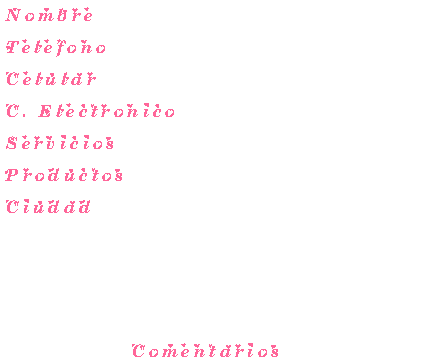 Nombre
Telefono
Celular
C. Electronico
Servicios
Productos
Ciudad
Comentarios